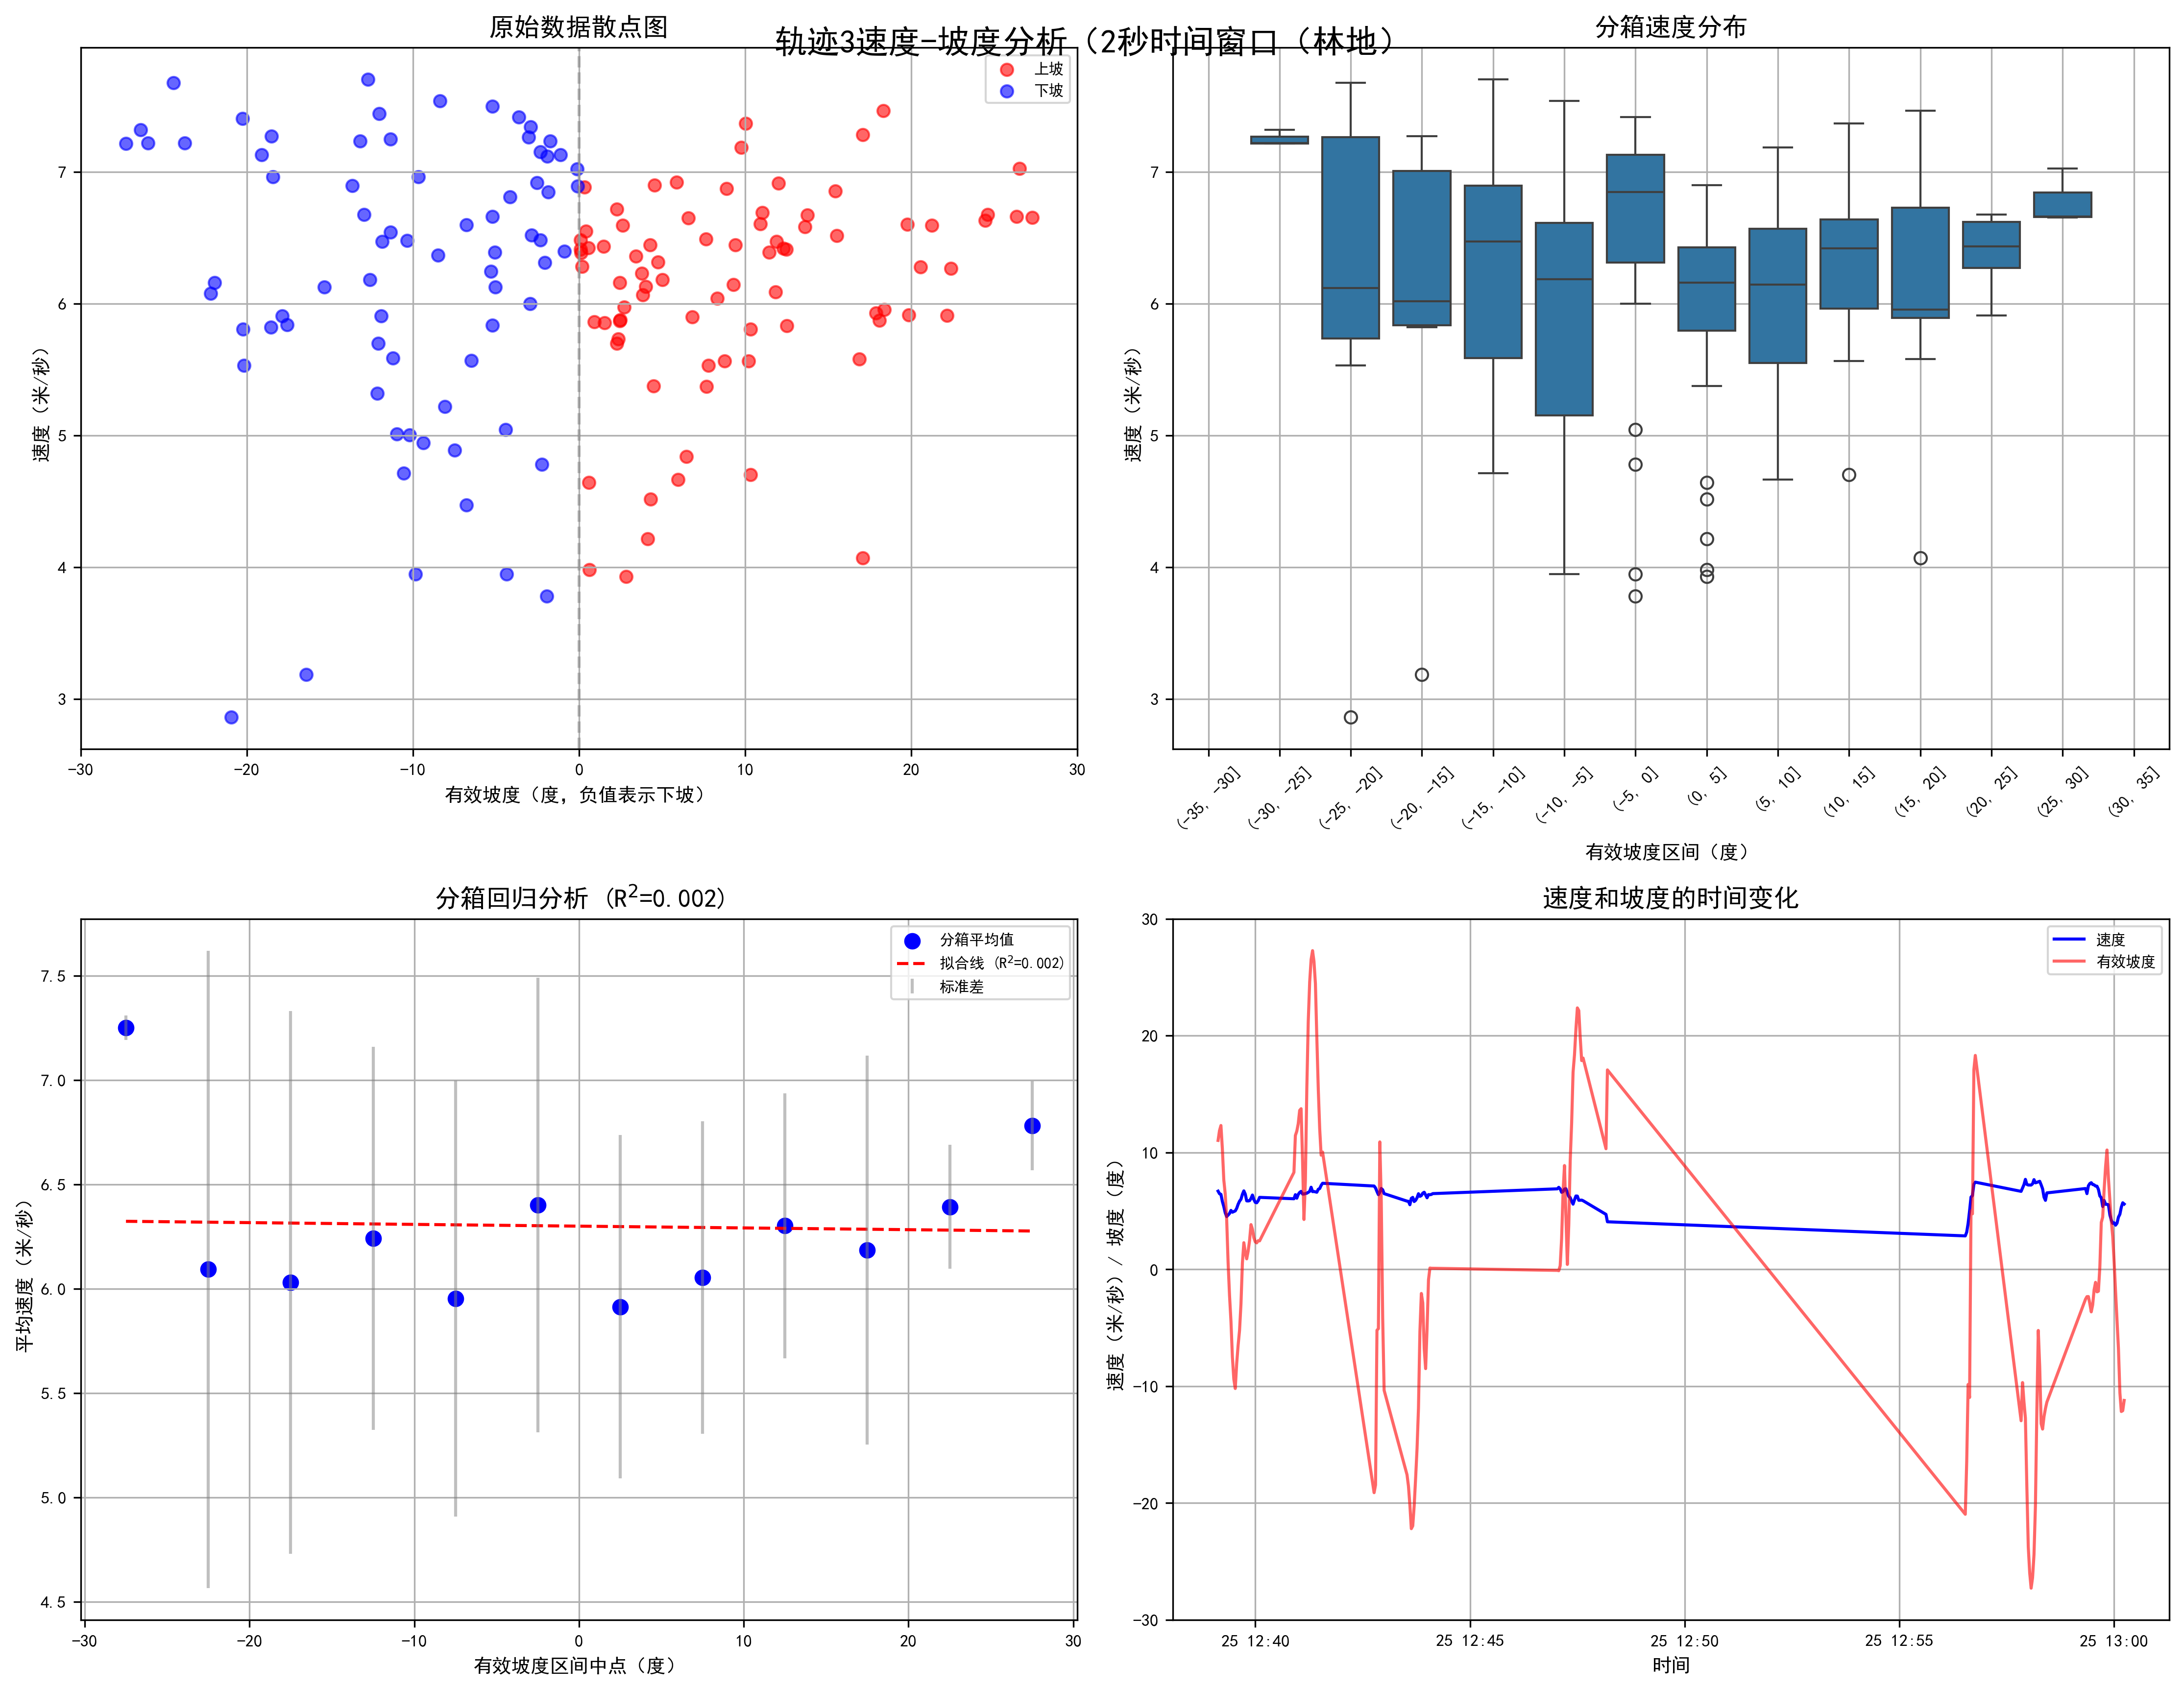 轨迹3速度-坡度分析（2秒时间窗口（林地）
原始数据散点图
上坡
下坡
速度（米/秒）
7
6
5
4
3
−30
−20
−10
0
10
20
30
有效坡度（度，负值表示下坡）
分箱速度分布
速度（米/秒）
7
6
5
4
3
(-35, -30]
(-30, -25]
(-25, -20]
(-20, -15]
(-15, -10]
(-10, -5]
(-5, 0]
(0, 5]
(5, 10]
(10, 15]
(15, 20]
(20, 25]
(25, 30]
(30, 35]
有效坡度区间（度）
分箱回归分析 (R²=0.002)
分箱平均值
拟合线 (R²=0.002)
标准差
平均速度（米/秒）
7.5
7.0
6.5
6.0
5.5
5.0
4.5
−30
−20
−10
0
10
20
30
有效坡度区间中点（度）
速度和坡度的时间变化
速度
有效坡度
速度（米/秒）/ 坡度（度）
30
20
10
0
−10
−20
−30
25 12:40
25 12:45
25 12:50
25 12:55
25 13:00
时间